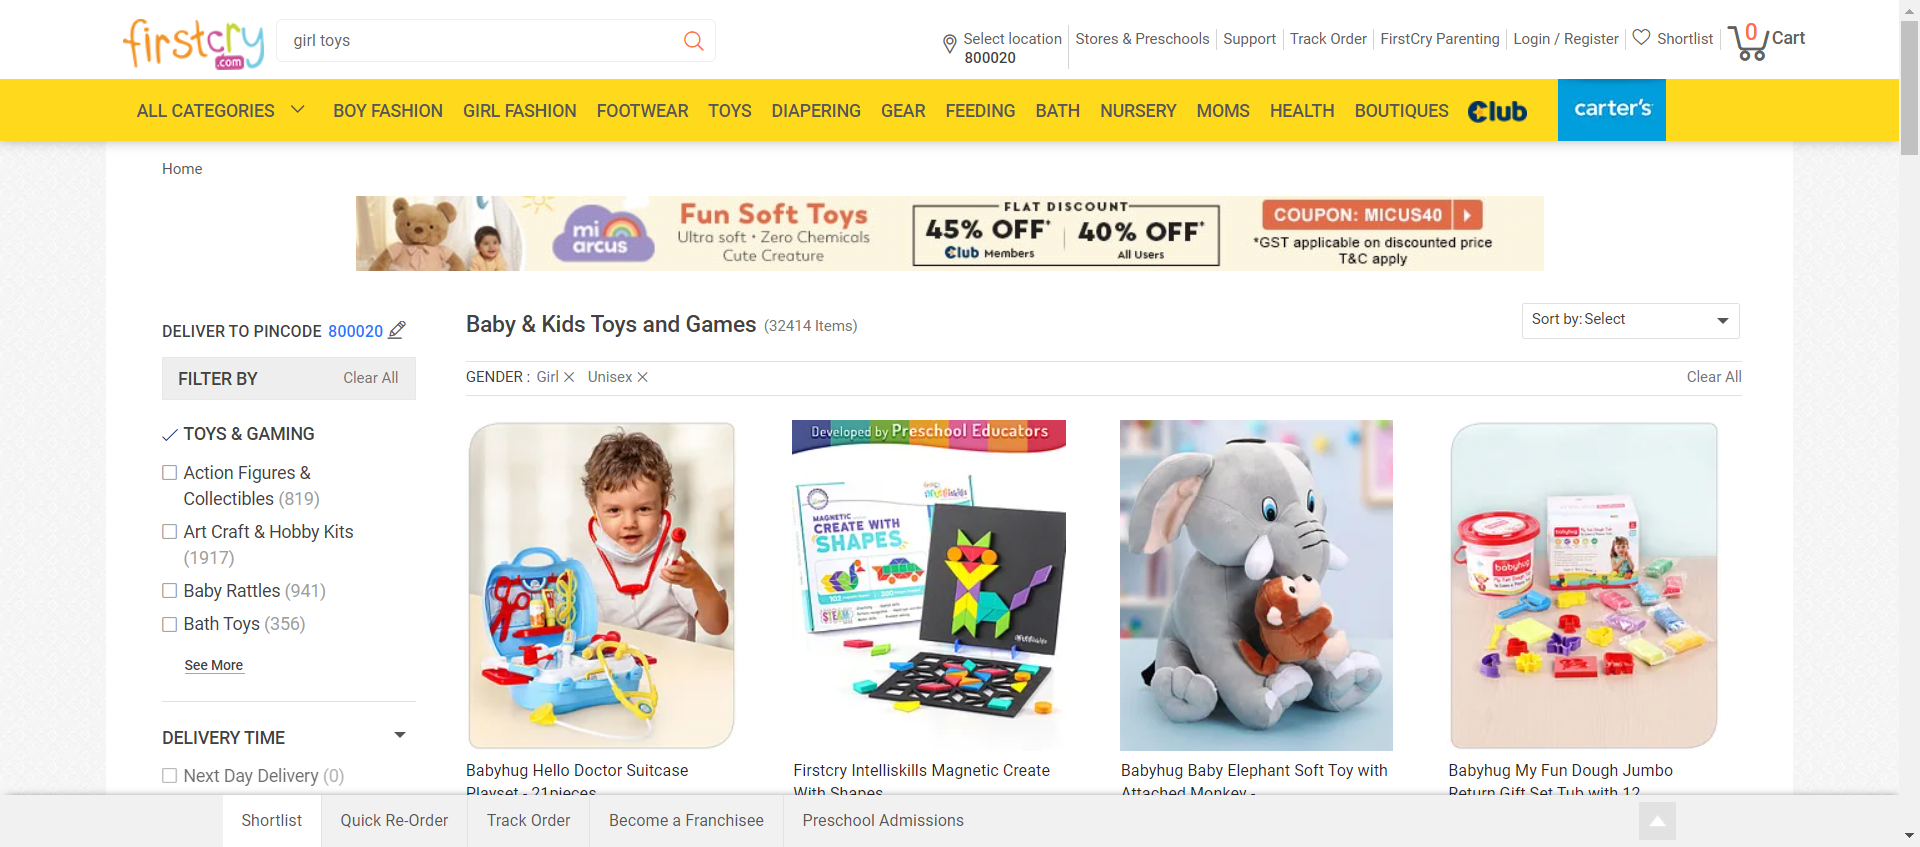 firstcry
.com
girl toys
Select location
800020
Stores & Preschools
Support
Track Order
FirstCry Parenting
Login / Register
Shortlist
0
Cart
ALL CATEGORIES
BOY FASHION
GIRL FASHION
FOOTWEAR
TOYS
DIAPERING
GEAR
FEEDING
BATH
NURSERY
MOMS
HEALTH
BOUTIQUES
Club
carter's
Home
mi
arcus
Fun Soft Toys
Ultra soft • Zero Chemicals
Cute Creature
FLAT DISCOUNT
45% OFF*
Club Members
40% OFF*
All Users
COUPON: MICUS40
*GST applicable on discounted price
T&C apply
DELIVER TO PINCODE 800020
Baby & Kids Toys and Games (32414 Items)
Sort by: Select
FILTER BY
Clear All
GENDER : Girl Unisex
Clear All
TOYS & GAMING
Action Figures &
Collectibles (819)
Art Craft & Hobby Kits
(1917)
Baby Rattles (941)
Bath Toys (356)
See More
DELIVERY TIME
Next Day Delivery (0)
Developed by Preschool Educators
MAGNETIC
CREATE WITH
SHAPES
STEAM
babyhug
Babyhug Hello Doctor Suitcase
Playset - 21pieces
Firstcry Intelliskills Magnetic Create
With Shapes
Babyhug Baby Elephant Soft Toy with
Attached Monkey -
Babyhug My Fun Dough Jumbo
Return Gift Set Tub with 12
Shortlist
Quick Re-Order
Track Order
Become a Franchisee
Preschool Admissions